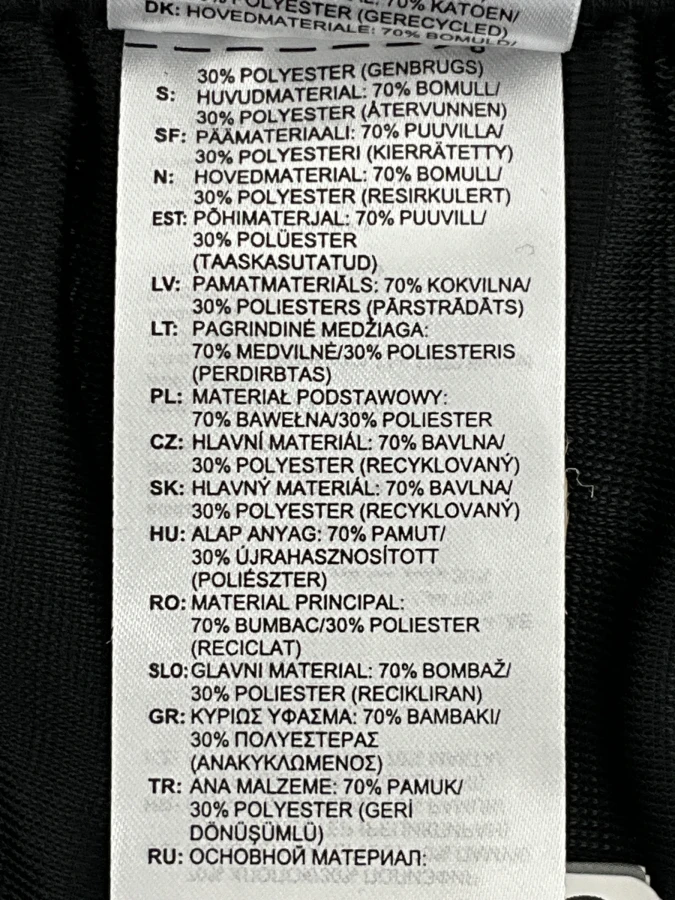 70% KATOEN/
POLYESTER (GERECYCLED)
DK: HOVEDMATERIALE: 70% BOMULD/
30% POLYESTER (GENBRUGS)
S: HUVUDMATERIAL: 70% BOMULL/
30% POLYESTER (ÅTERVUNNEN)
SF: PÄÄMATERIAALI: 70% PUUVILLA/
30% POLYESTERI (KIERRÄTETTY)
N: HOVEDMATERIAL: 70% BOMULL/
30% POLYESTER (RESIRKULERT)
EST: PÕHIMATERJAL: 70% PUUVILL/
30% POLÜESTER
(TAASKASUTATUD)
LV: PAMATMATERIĀLS: 70% KOKVILNA/
30% POLIESTERS (PĀRSTRĀDĀTS)
LT: PAGRINDINĖ MEDŽIAGA:
70% MEDVILNĖ/30% POLIESTERIS
(PERDIRBTAS)
PL: MATERIAŁ PODSTAWOWY:
70% BAWEŁNA/30% POLIESTER
CZ: HLAVNÍ MATERIÁL: 70% BAVLNA/
30% POLYESTER (RECYKLOVANÝ)
SK: HLAVNÝ MATERIÁL: 70% BAVLNA/
30% POLYESTER (RECYKLOVANÝ)
HU: ALAP ANYAG: 70% PAMUT/
30% ÚJRAHASZNOSÍTOTT
(POLIÉSZTER)
RO: MATERIAL PRINCIPAL:
70% BUMBAC/30% POLIESTER
(RECICLAT)
SLO: GLAVNI MATERIAL: 70% BOMBAŽ/
30% POLIESTER (RECIKLIRAN)
GR: ΚΥΡΙΩΣ ΥΦΑΣΜΑ: 70% ΒΑΜΒΑΚΙ/
30% ΠΟΛΥΕΣΤΕΡΑΣ
(ΑΝΑΚΥΚΛΩΜΕΝΟΣ)
TR: ANA MALZEME: 70% PAMUK/
30% POLYESTER (GERİ
DÖNÜŞÜMLÜ)
RU: ОСНОВНОЙ МАТЕРИАЛ: